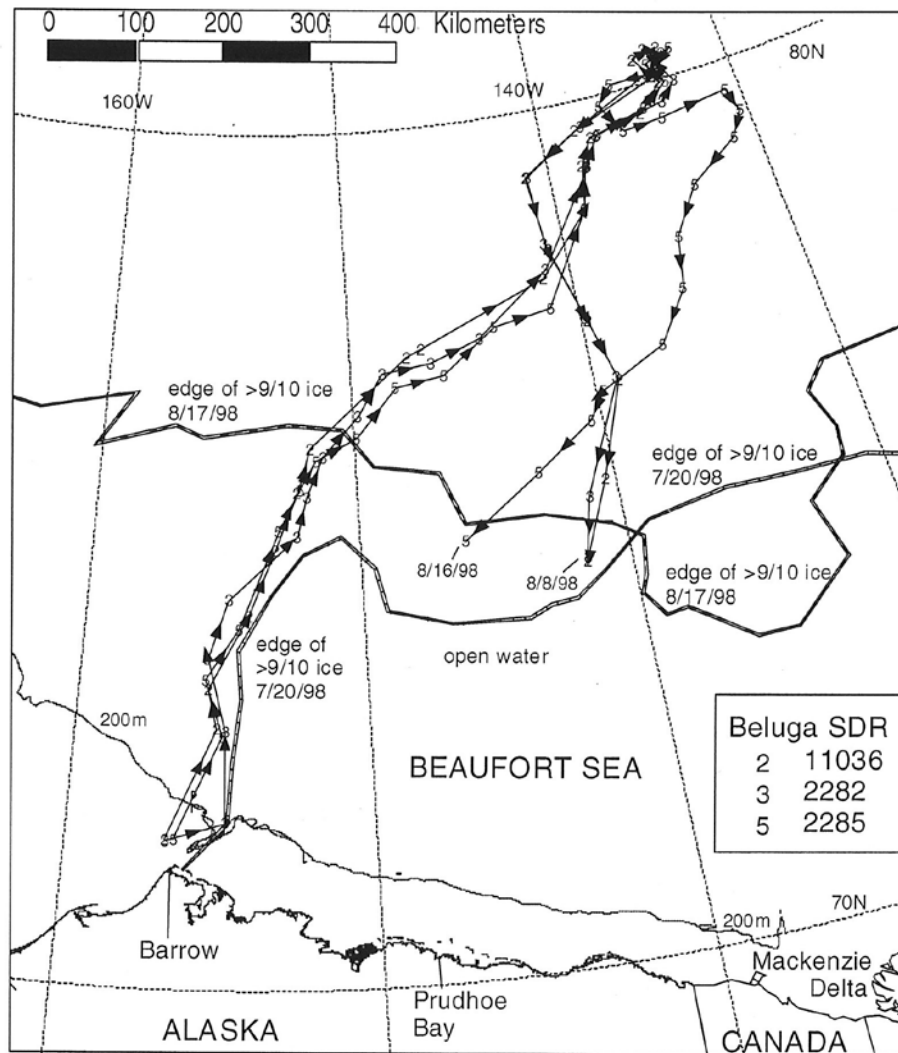 0 100 200 300 400 Kilometers
80N
160W
140W
edge of >9/10 ice
8/17/98
edge of >9/10 ice
7/20/98
8/16/98
8/8/98
edge of >9/10 ice
8/17/98
edge of
>9/10 ice
7/20/98
open water
200m
Beluga SDR
2 11036
3 2282
5 2285
BEAUFORT SEA
70N
200m
Barrow
Mackenzie
Delta
Prudhoe
Bay
ALASKA
CANADA